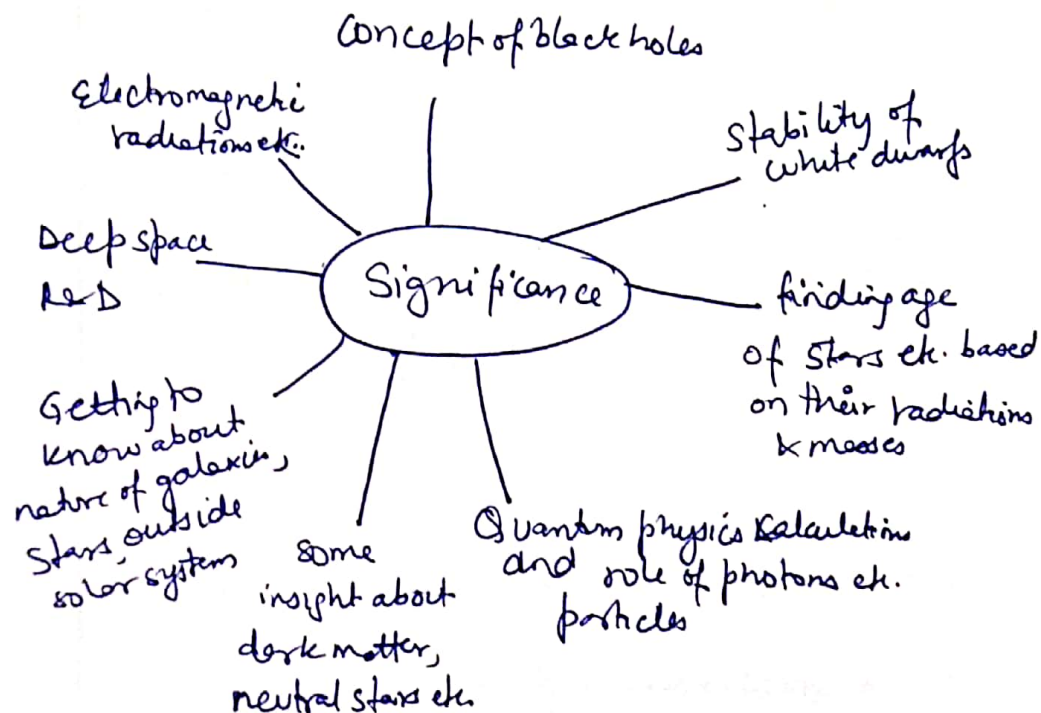 Concept of black holes
Electromagnetic
radiations etc..
Stability of
white dwarfs
Deep space
R&D
Significance
finding age
of stars etc. based
on their radiations
& masses
Getting to
know about
nature of galaxies,
stars, outside
solar system
some
insight about
dark matter,
neutral stars etc.
Quantum physics calculations
and role of photons etc.
particles